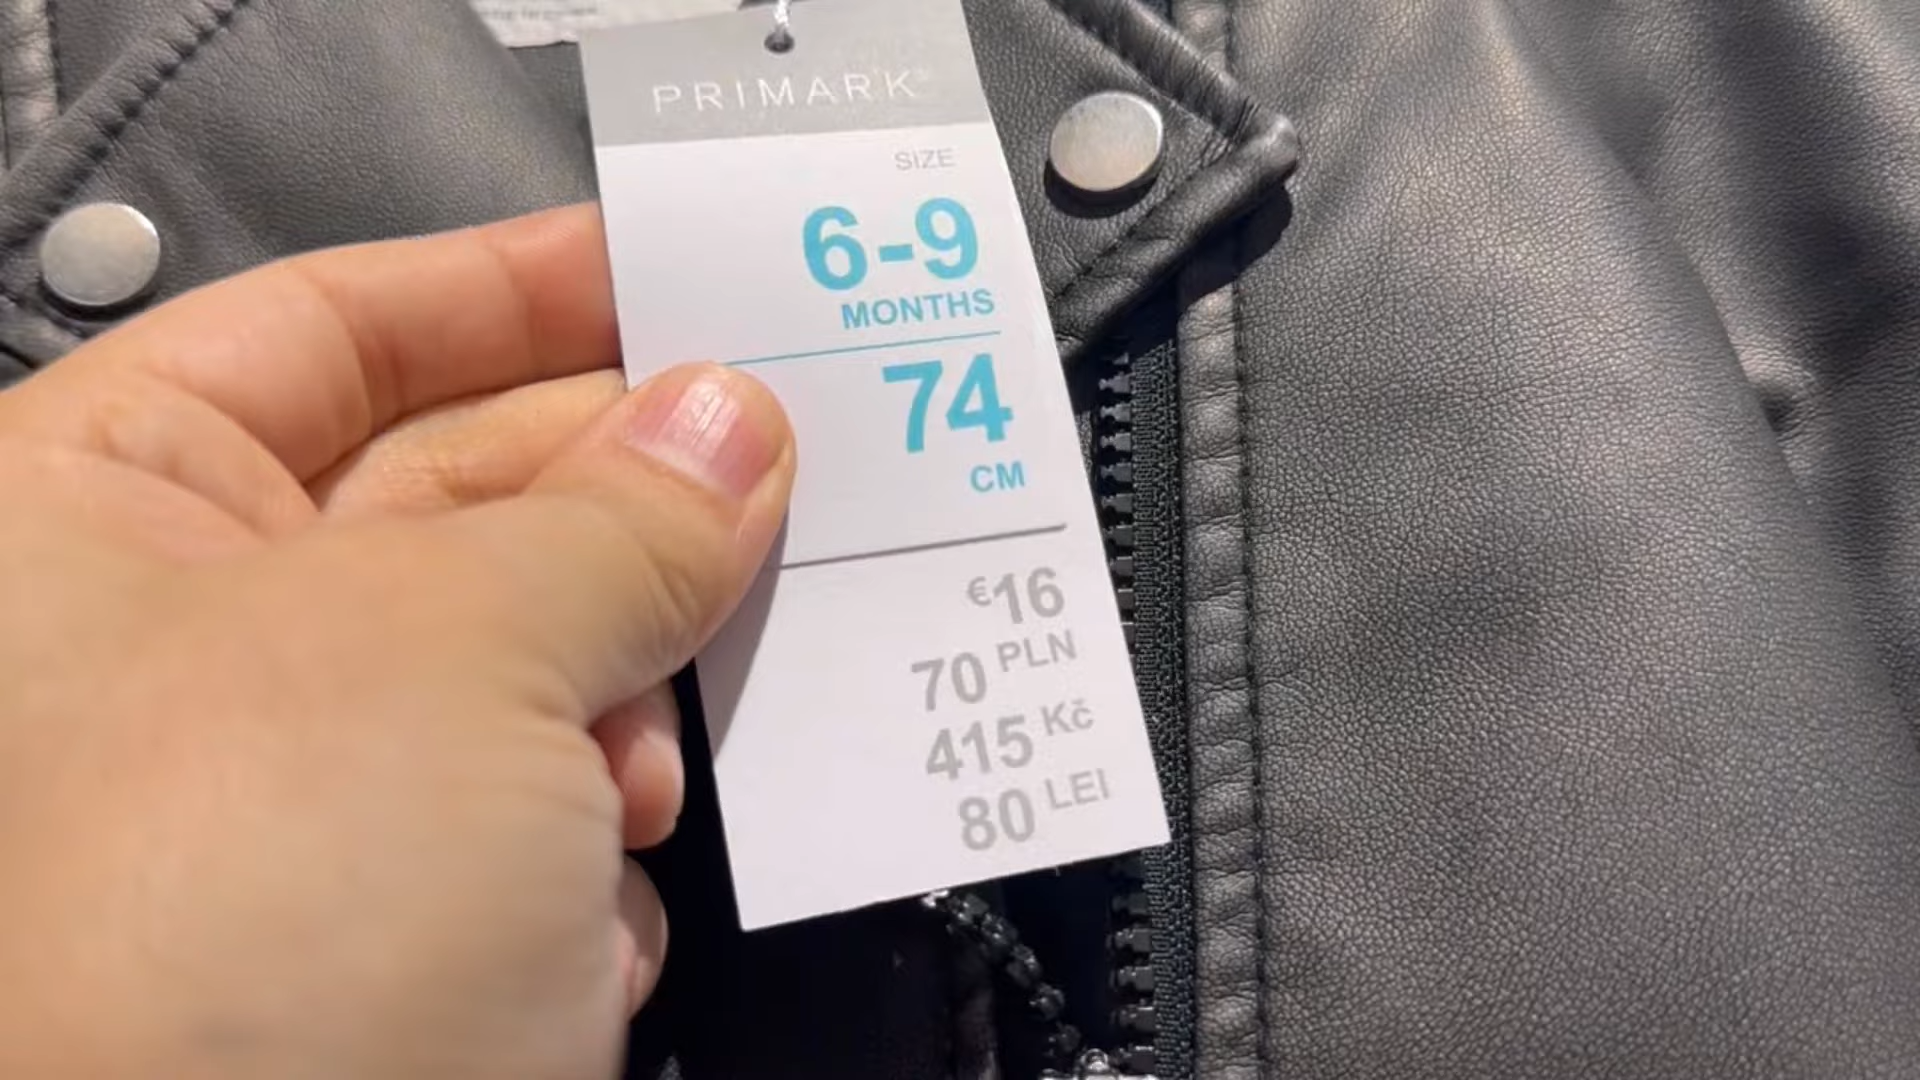 PRIMARK
SIZE
6-9
MONTHS
74
CM
€16
70 PLN
415 Kč
80 LEI